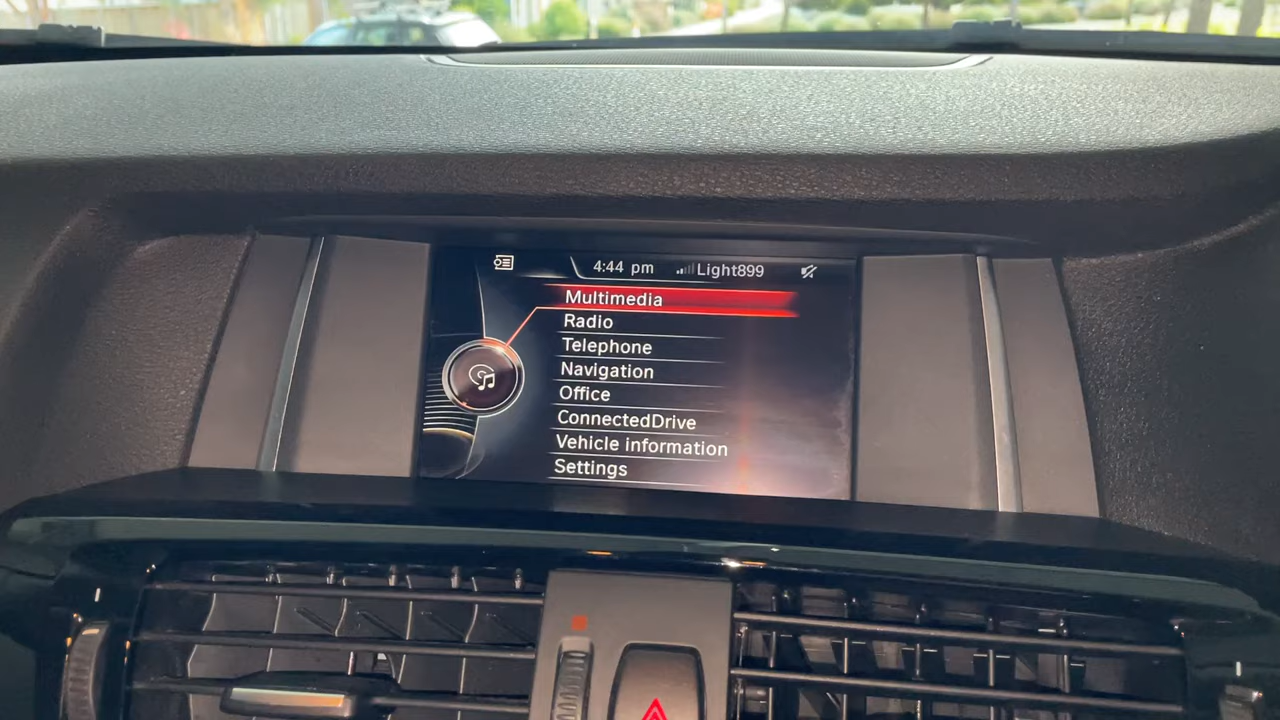 4:44 pm Light899
Multimedia
Radio
Telephone
Navigation
Office
ConnectedDrive
Vehicle information
Settings